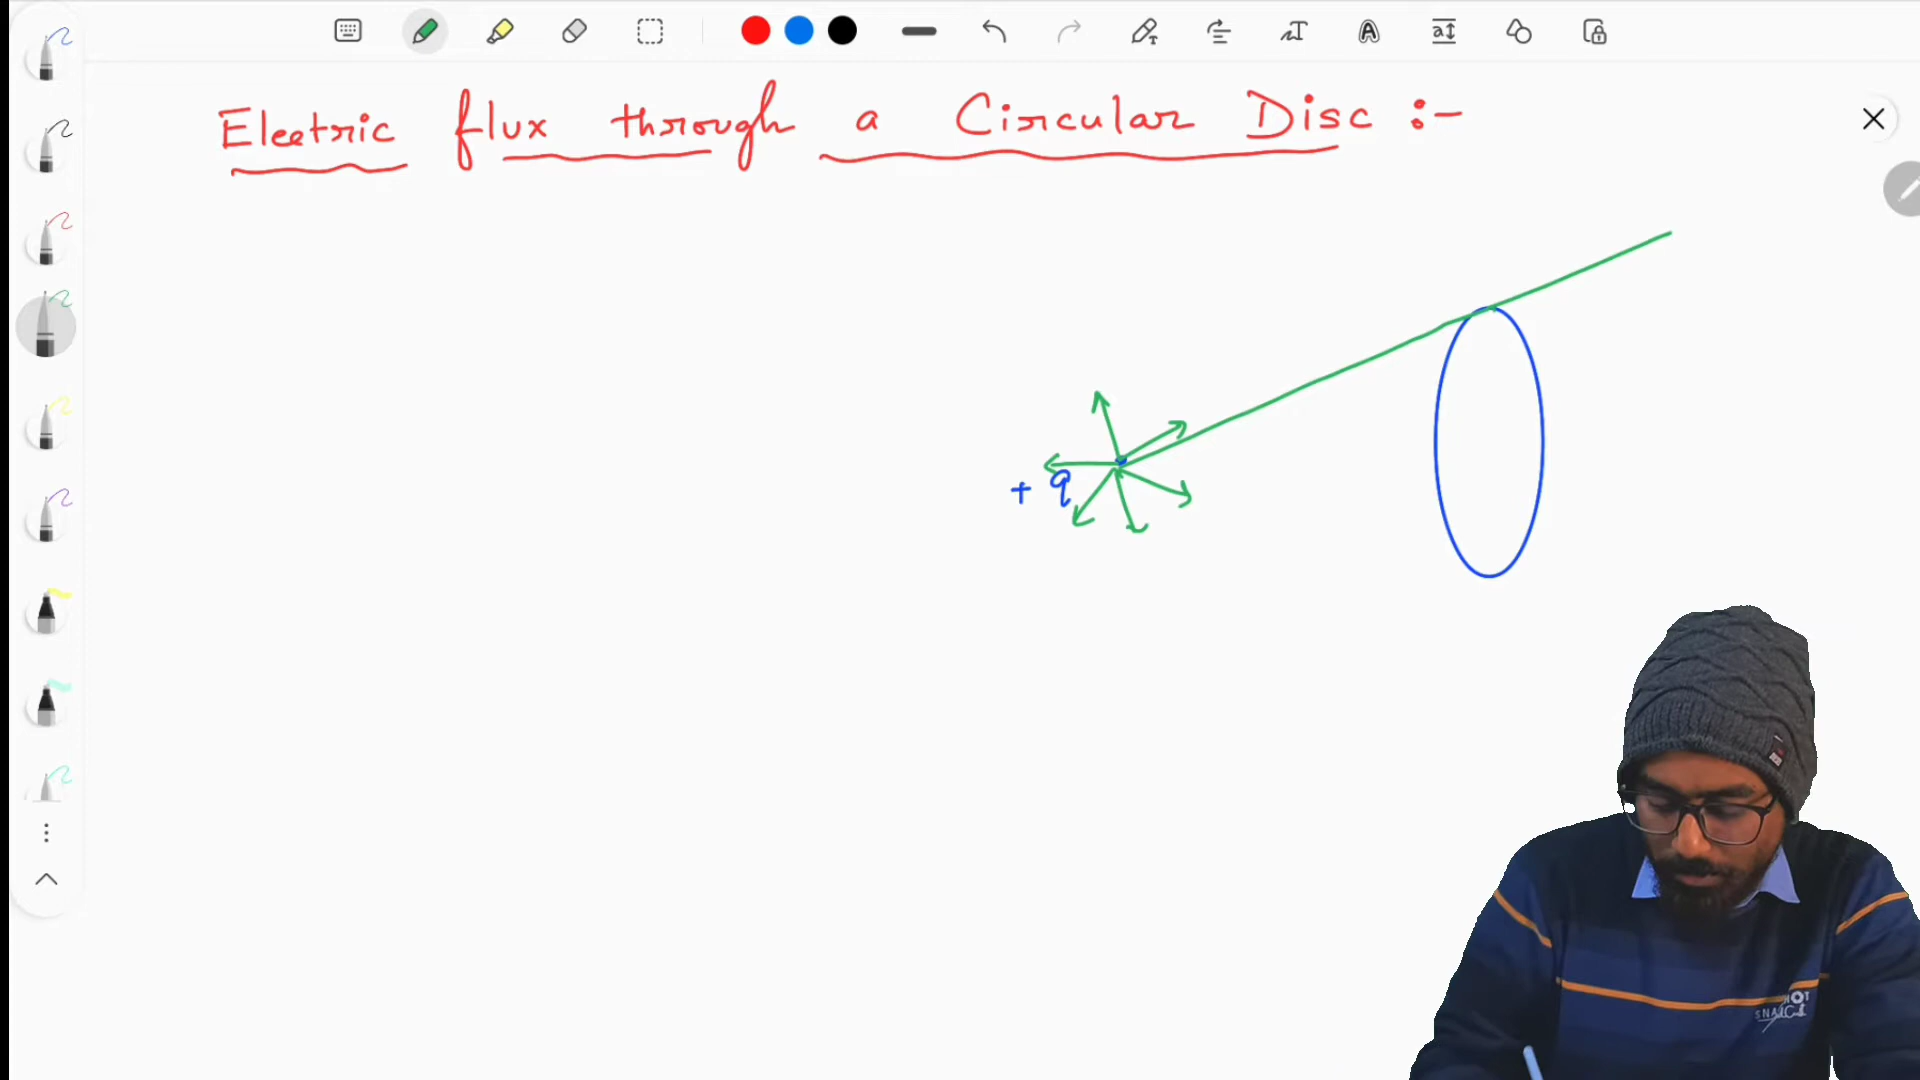 Electric flux through a Circular Disc :-
+ q